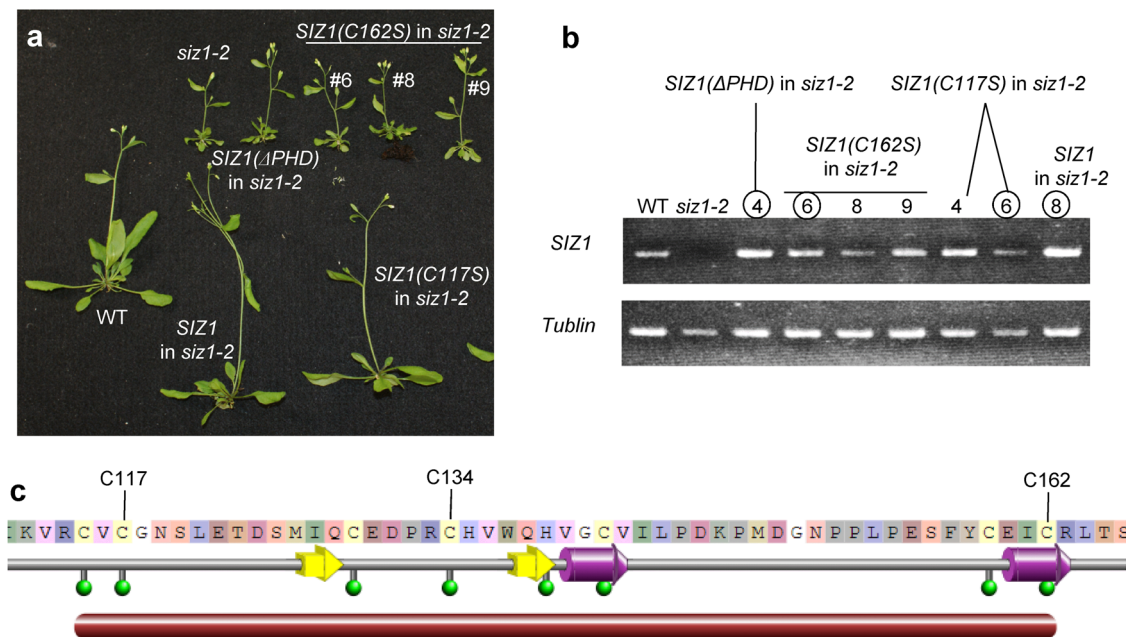 a
siz1-2
SIZ1(C162S) in siz1-2
#6
#8
#9
SIZ1(ΔPHD)
in siz1-2
WT
SIZ1
in siz1-2
SIZ1(C117S)
in siz1-2
b
SIZ1(ΔPHD) in siz1-2
SIZ1(C117S) in siz1-2
SIZ1(C162S)
in siz1-2
SIZ1
in siz1-2
WT siz1-2 4 6 8 9 4 6 8
SIZ1
Tublin
c
C117
C134
C162
I K V R C V C G N S L E T D S M I Q C E D P R C H V W Q H V G C V I L P D K P M D G N P P L P E S F Y C E I C R L T S